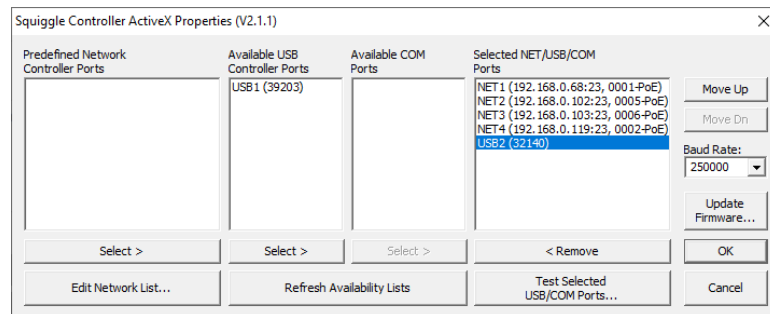 Squiggle Controller ActiveX Properties (V2.1.1)
Predefined Network
Controller Ports
Available USB
Controller Ports
Available COM
Ports
Selected NET/USB/COM
Ports
USB1 (39203)
NET1 (192.168.0.68:23, 0001-PoE)
NET2 (192.168.0.102:23, 0005-PoE)
NET3 (192.168.0.103:23, 0006-PoE)
NET4 (192.168.0.119:23, 0002-PoE)
USB2 (32140)
Move Up
Move Dn
Baud Rate:
250000
Update
Firmware...
Select >
Select >
Select >
< Remove
OK
Edit Network List...
Refresh Availability Lists
Test Selected
USB/COM Ports...
Cancel